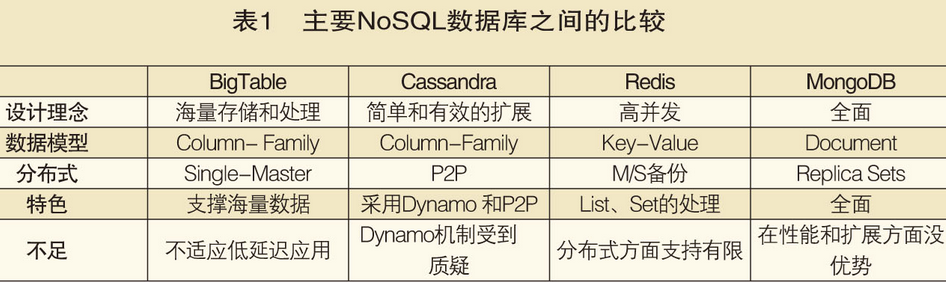 表1 主要NoSQL数据库之间的比较
BigTable Cassandra Redis MongoDB
设计理念 海量存储和处理 简单和有效的扩展 高并发 全面
数据模型 Column-Family Column-Family Key-Value Document
分布式 Single-Master P2P M/S备份 Replica Sets
特色 支撑海量数据 采用Dynamo 和P2P List、Set的处理 全面
不足 不适应低延迟应用 Dynamo机制受到 分布式方面支持有限 在性能和扩展方面没
质疑 优势